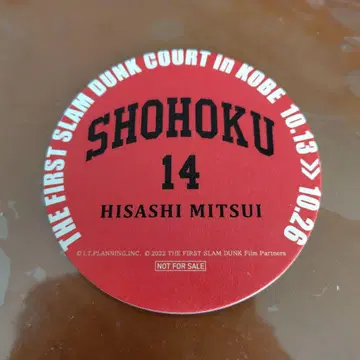 THE FIRST SLAM DUNK COURT in KOBE 10.13 >> 10.26
SHOHOKU
14
HISASHI MITSUI
© I.T.PLANNING,INC. © 2022 THE FIRST SLAM DUNK Film Partners
NOT FOR SALE